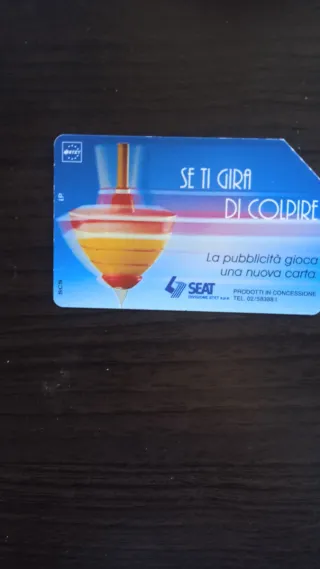 SE TI GIRA
DI COLPIRE
La pubblicità gioca
una nuova carta
SEAT
PRODOTTI IN CONCESSIONE